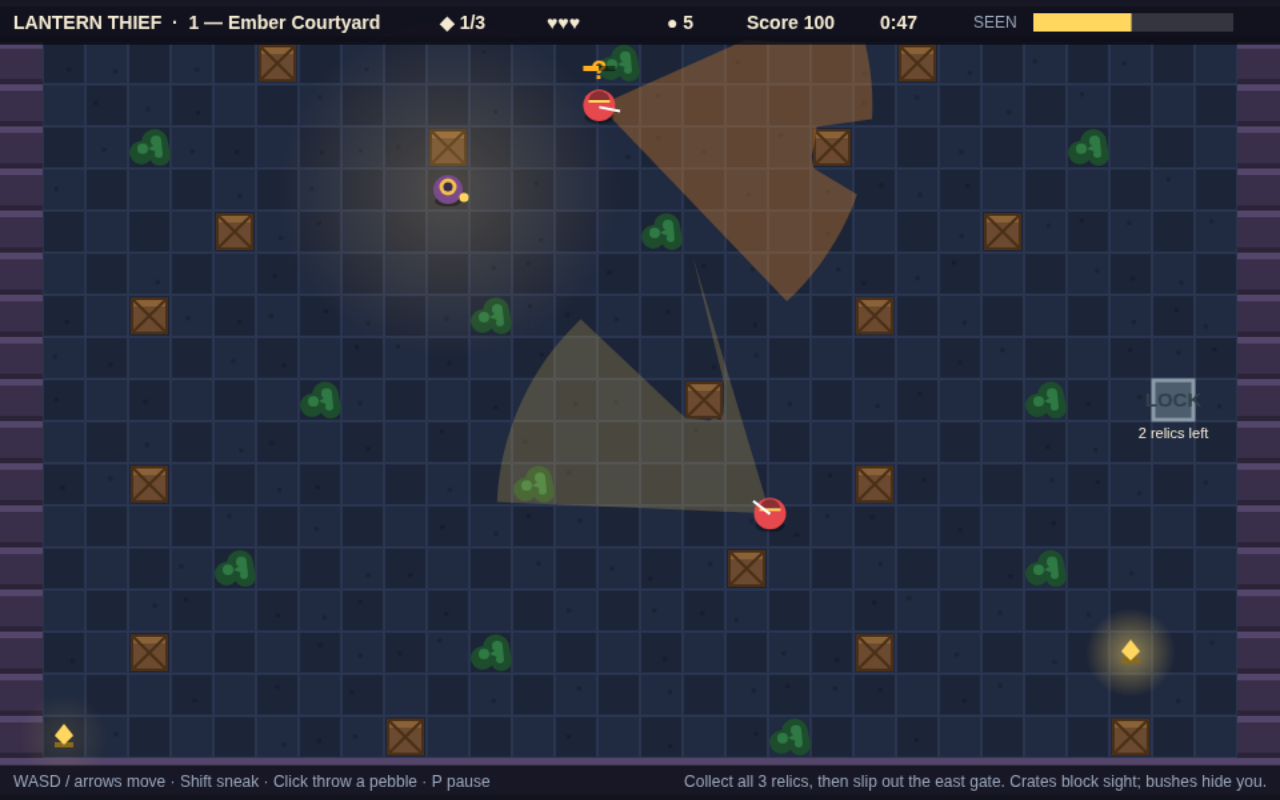 LANTERN THIEF · 1 — Ember Courtyard ◆ 1/3 ♥♥♥ ● 5 Score 100 0:47 SEEN
?
LOCK
2 relics left
WASD / arrows move · Shift sneak · Click throw a pebble · P pause
Collect all 3 relics, then slip out the east gate. Crates block sight; bushes hide you.